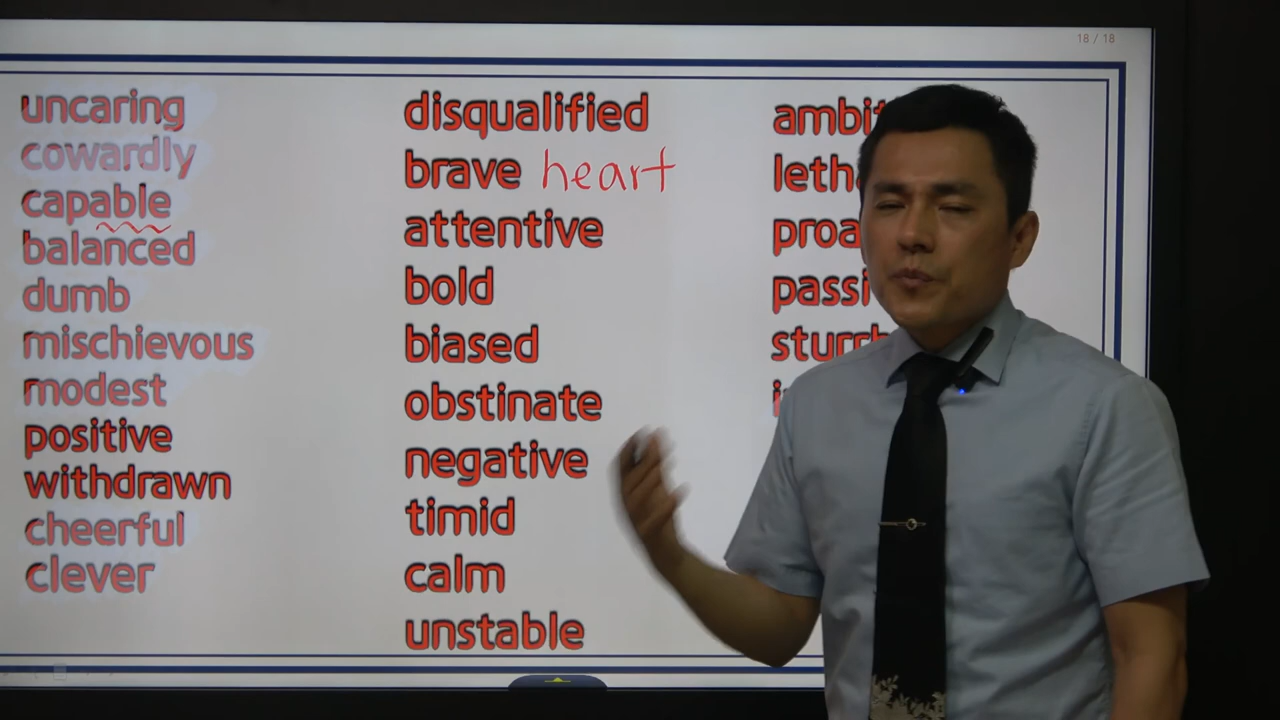 18 / 18
uncaring
cowardly
capable
balanced
dumb
mischievous
modest
positive
withdrawn
cheerful
clever
disqualified
brave heart
attentive
bold
biased
obstinate
negative
timid
calm
unstable